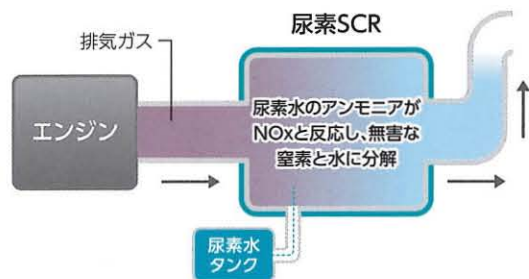 尿素SCR
排気ガス
エンジン
尿素水のアンモニアが
NOxと反応し、無害な
窒素と水に分解
尿素水
タンク